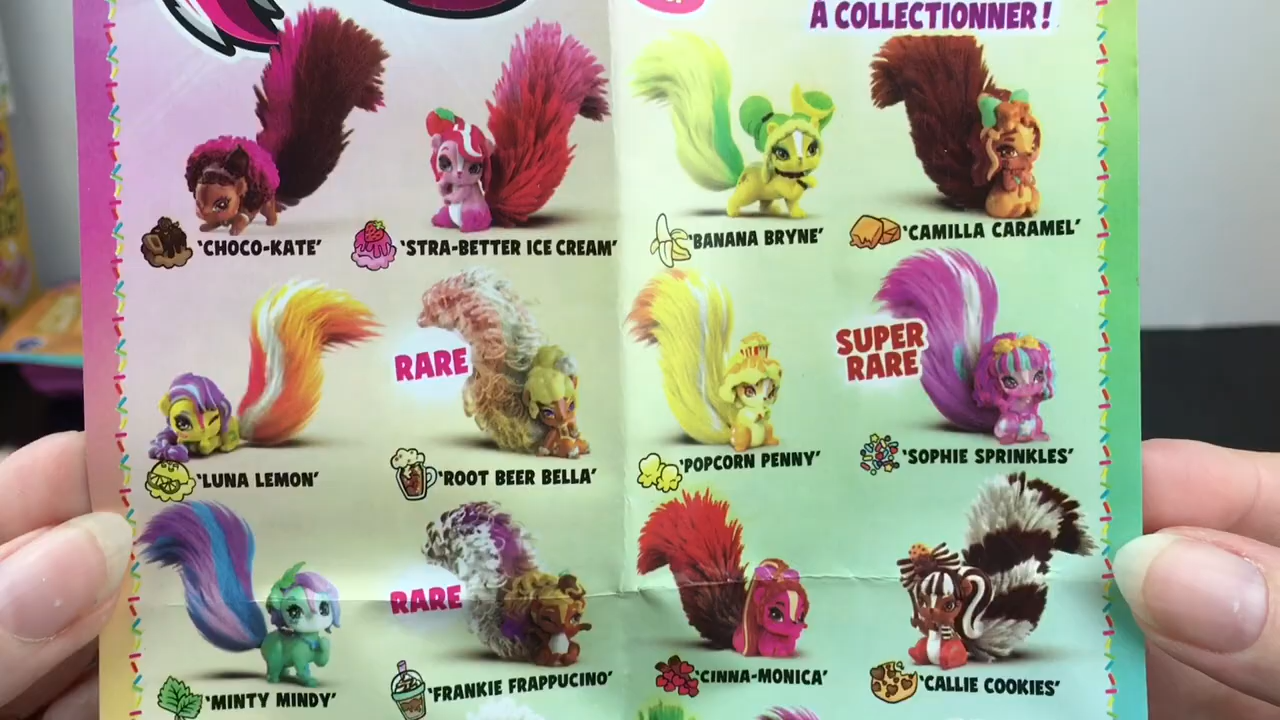 À COLLECTIONNER !
'CHOCO-KATE'
'STRA-BETTER ICE CREAM'
'BANANA BRYNE'
'CAMILLA CARAMEL'
RARE
SUPER
RARE
'LUNA LEMON'
'ROOT BEER BELLA'
'POPCORN PENNY'
'SOPHIE SPRINKLES'
RARE
'MINTY MINDY'
'FRANKIE FRAPPUCINO'
'CINNA-MONICA'
'CALLIE COOKIES'